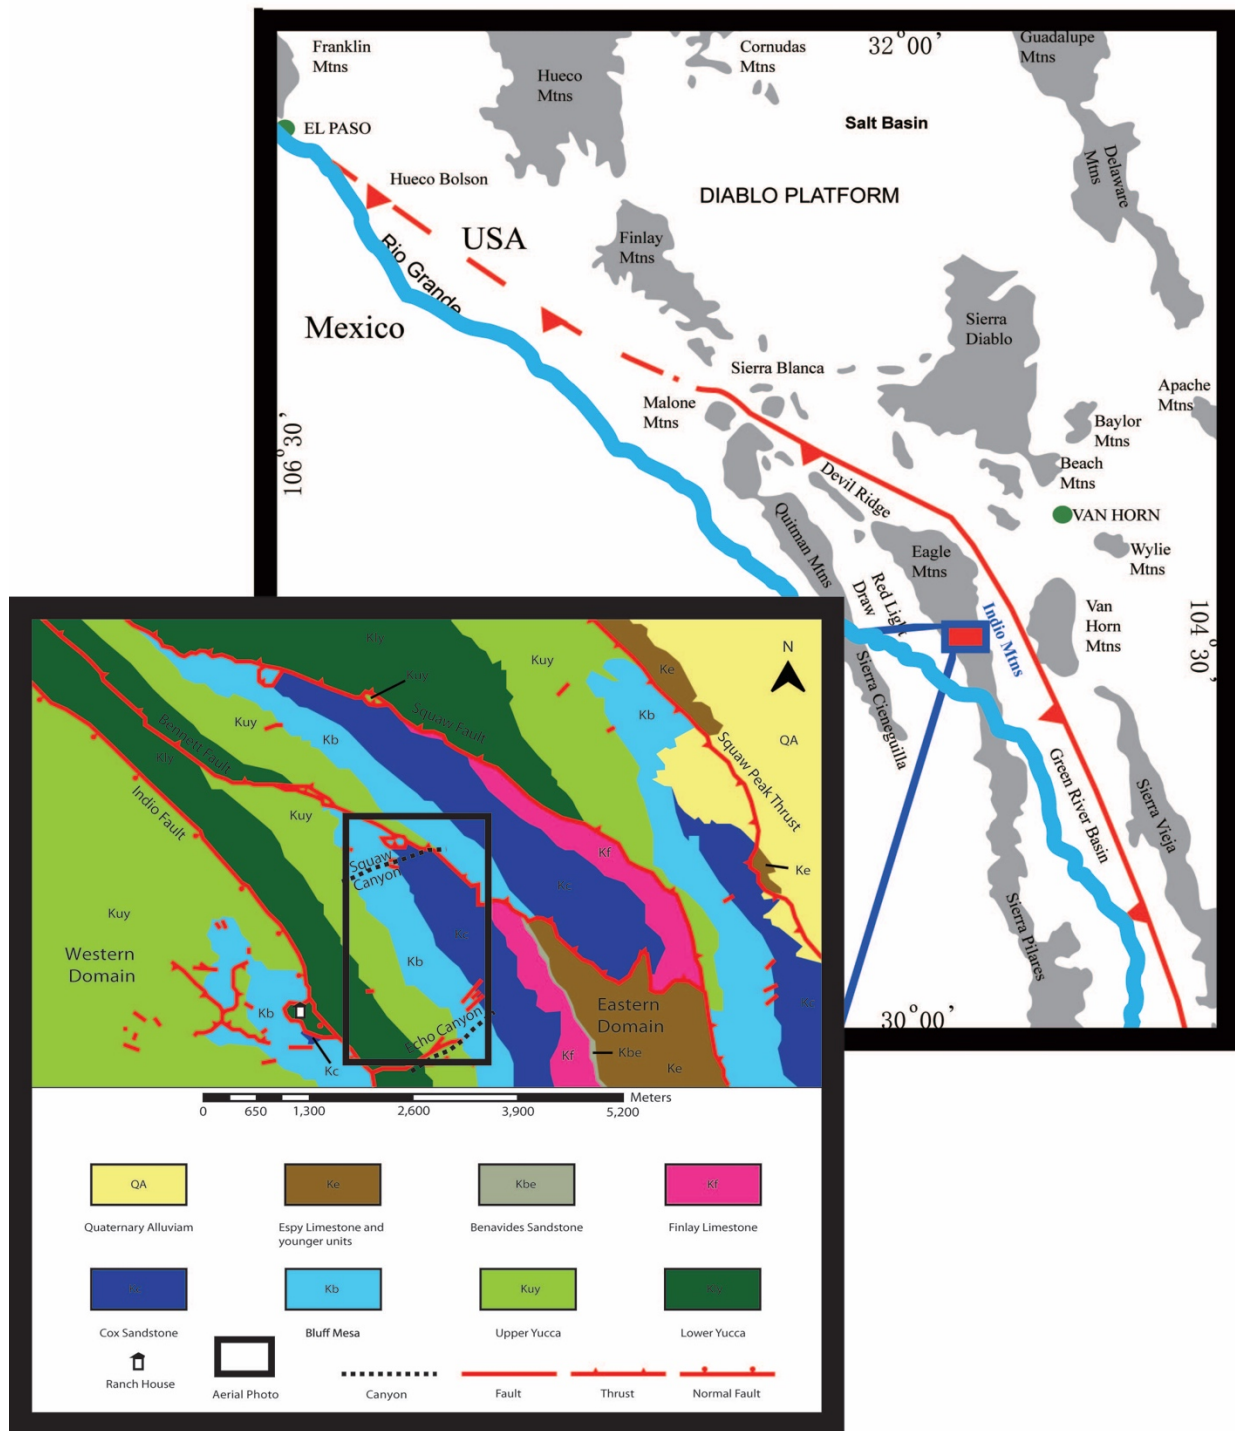 Franklin
Mtns
Hueco
Mtns
Cornudas
Mtns
32°00'
Guadalupe
Mtns
EL PASO
Salt Basin
Delaware
Mtns
Hueco Bolson
DIABLO PLATFORM
USA
Finlay
Mtns
Rio Grande
Mexico
Sierra
Diablo
Sierra Blanca
Malone
Mtns
Apache
Mtns
Baylor
Mtns
106°30'
Beach
Mtns
Devil Ridge
Quitman Mtns
VAN HORN
Eagle
Mtns
Wylie
Mtns
Red Light
Draw
Indio Mtns
Van
Horn
Mtns
104°30'
Sierra Cieneguilla
Green River Basin
Sierra Vieja
Sierra Pilares
30°00'
Kly
Kuy
Ke
N
Kuy
Squaw Fault
Kuy
Kb
Kb
QA
Bennett Fault
Kly
Squaw Peak Thrust
Indio Fault
Kuy
Squaw
Canyon
Kf
Ke
Kc
Kuy
Western
Domain
Kc
Kb
Kb
Eastern
Domain
Kc
Echo Canyon
Kf
Kbe
Ke
Kc
Meters
0 650 1,300 2,600 3,900 5,200
QA
Ke
Kbe
Kf
Quaternary Alluviam
Espy Limestone and
younger units
Benavides Sandstone
Finlay Limestone
Kc
Kb
Kuy
Kly
Cox Sandstone
Bluff Mesa
Upper Yucca
Lower Yucca
Ranch House
Aerial Photo
Canyon
Fault
Thrust
Normal Fault